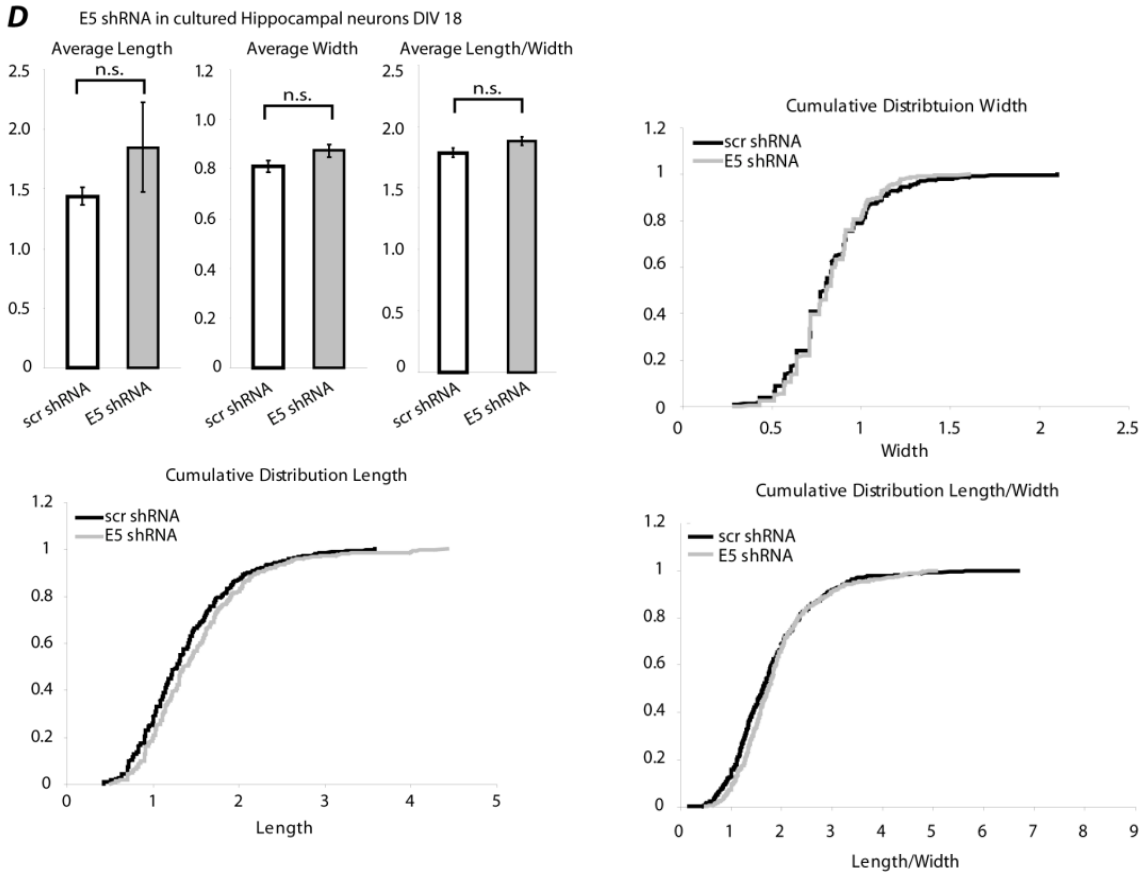 D
E5 shRNA in cultured Hippocampal neurons DIV 18
Average Length
2.5
2.0
1.5
1.0
0.5
0
n.s.
scr shRNA
E5 shRNA
Average Width
1.2
1.0
0.8
0.6
0.4
0.2
0
n.s.
scr shRNA
E5 shRNA
Average Length/Width
2.5
2.0
1.5
1.0
0.5
0
n.s.
scr shRNA
E5 shRNA
Cumulative Distribtuion Width
1.2
1
0.8
0.6
0.4
0.2
0
scr shRNA
E5 shRNA
0 0.5 1 1.5 2 2.5
Width
Cumulative Distribution Length
1.2
1
0.8
0.6
0.4
0.2
0
scr shRNA
E5 shRNA
0 1 2 3 4 5
Length
Cumulative Distribution Length/Width
1.2
1
0.8
0.6
0.4
0.2
0
scr shRNA
E5 shRNA
0 1 2 3 4 5 6 7 8 9
Length/Width